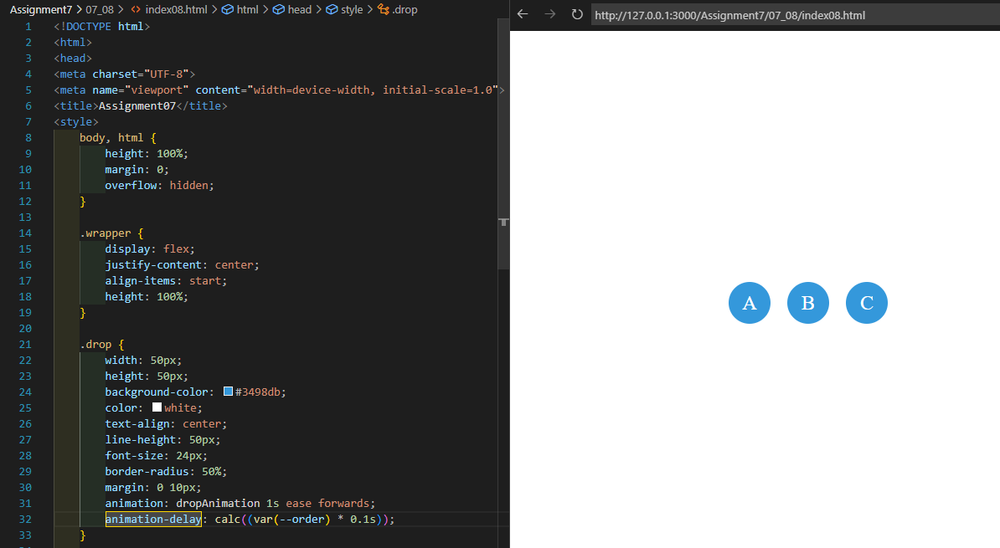 Assignment7 > 07_08 > <> index08.html > html > head > style > .drop
1 <!DOCTYPE html>
2 <html>
3 <head>
4 <meta charset="UTF-8">
5 <meta name="viewport" content="width=device-width, initial-scale=1.0">
6 <title>Assignment07</title>
7 <style>
8 body, html {
9 height: 100%;
10 margin: 0;
11 overflow: hidden;
12 }
13
14 .wrapper {
15 display: flex;
16 justify-content: center;
17 align-items: start;
18 height: 100%;
19 }
20
21 .drop {
22 width: 50px;
23 height: 50px;
24 background-color: #3498db;
25 color: white;
26 text-align: center;
27 line-height: 50px;
28 font-size: 24px;
29 border-radius: 50%;
30 margin: 0 10px;
31 animation: dropAnimation 1s ease forwards;
32 animation-delay: calc((var(--order) * 0.1s));
33 }
http://127.0.0.1:3000/Assignment7/07_08/index08.html
A B C